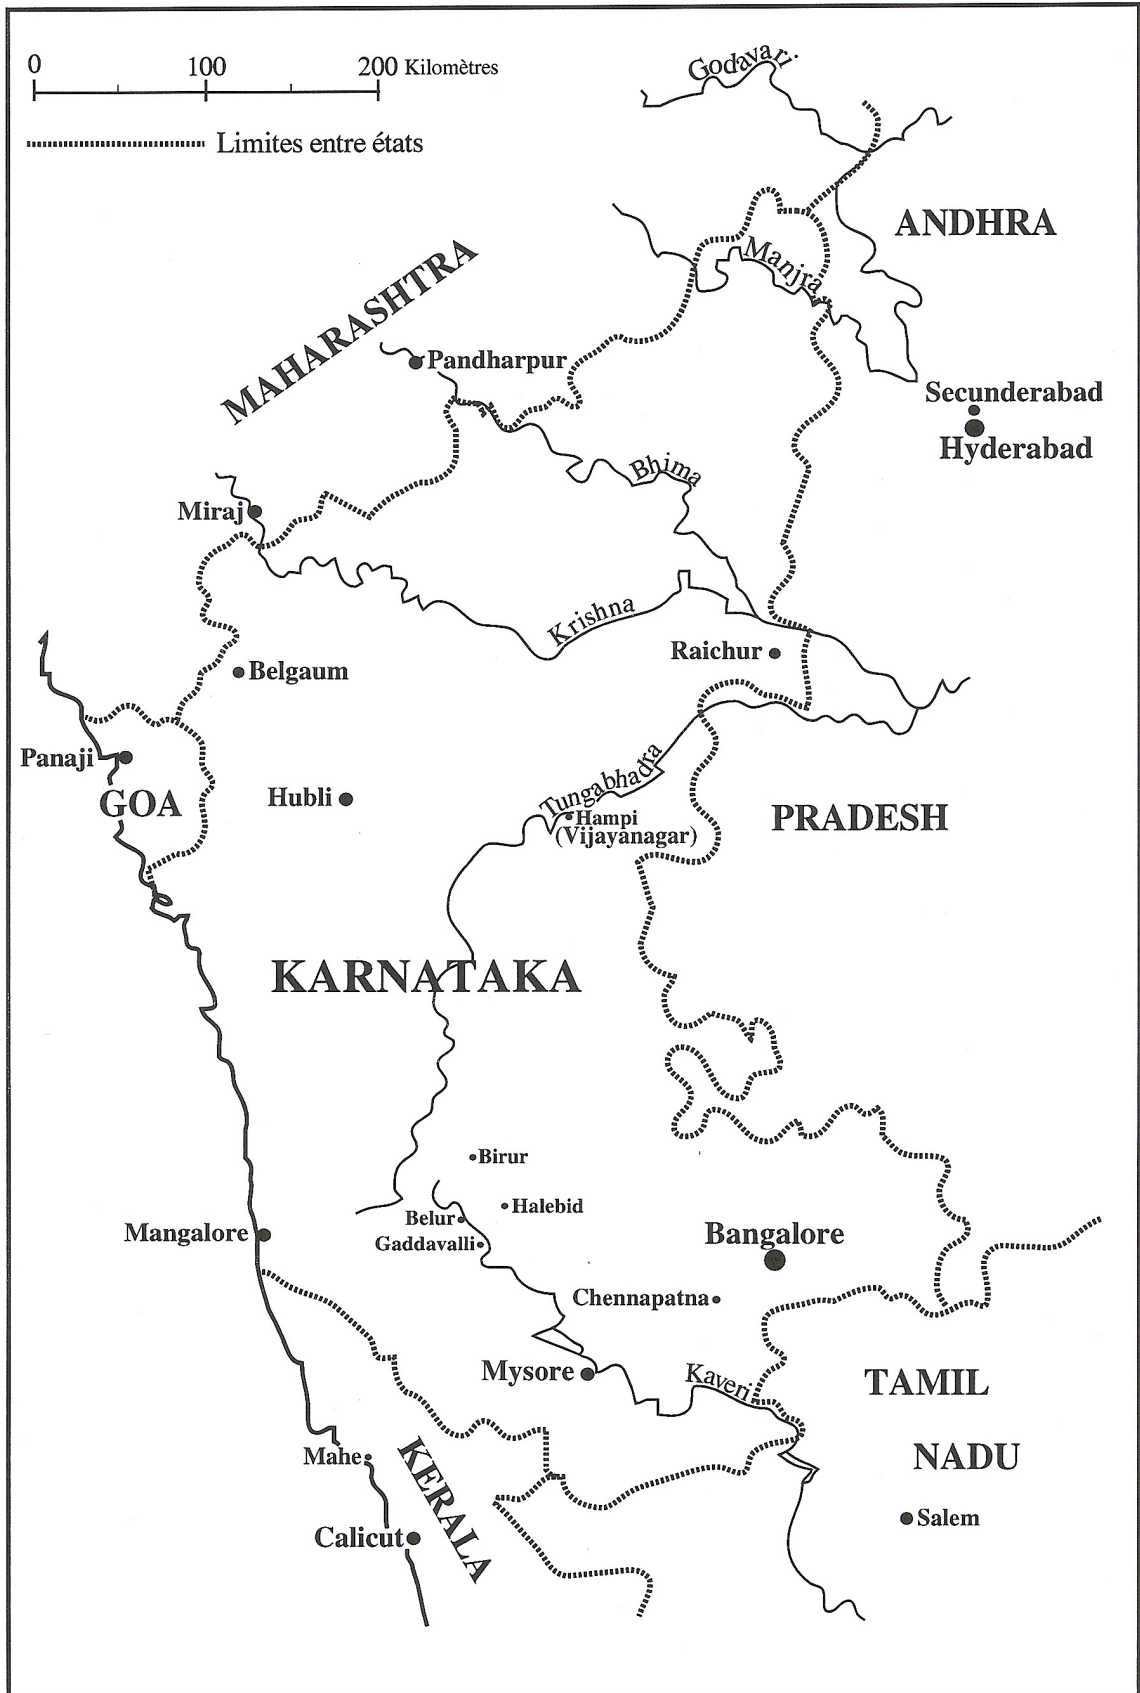 0 100 200 Kilomètres
Limites entre états
Godavari
ANDHRA
Manjra
MAHARASHTRA
Pandharpur
Secunderabad
Hyderabad
Bhima
Miraj
Krishna
Raichur
Belgaum
Panaji
GOA
Hubli
Tungabhadra
Hampi
(Vijayanagar)
PRADESH
KARNATAKA
Birur
Halebid
Belur
Gaddavalli
Mangalore
Bangalore
Chennapatna
Mysore
Kaveri
TAMIL
NADU
Mahe
KERALA
Calicut
Salem